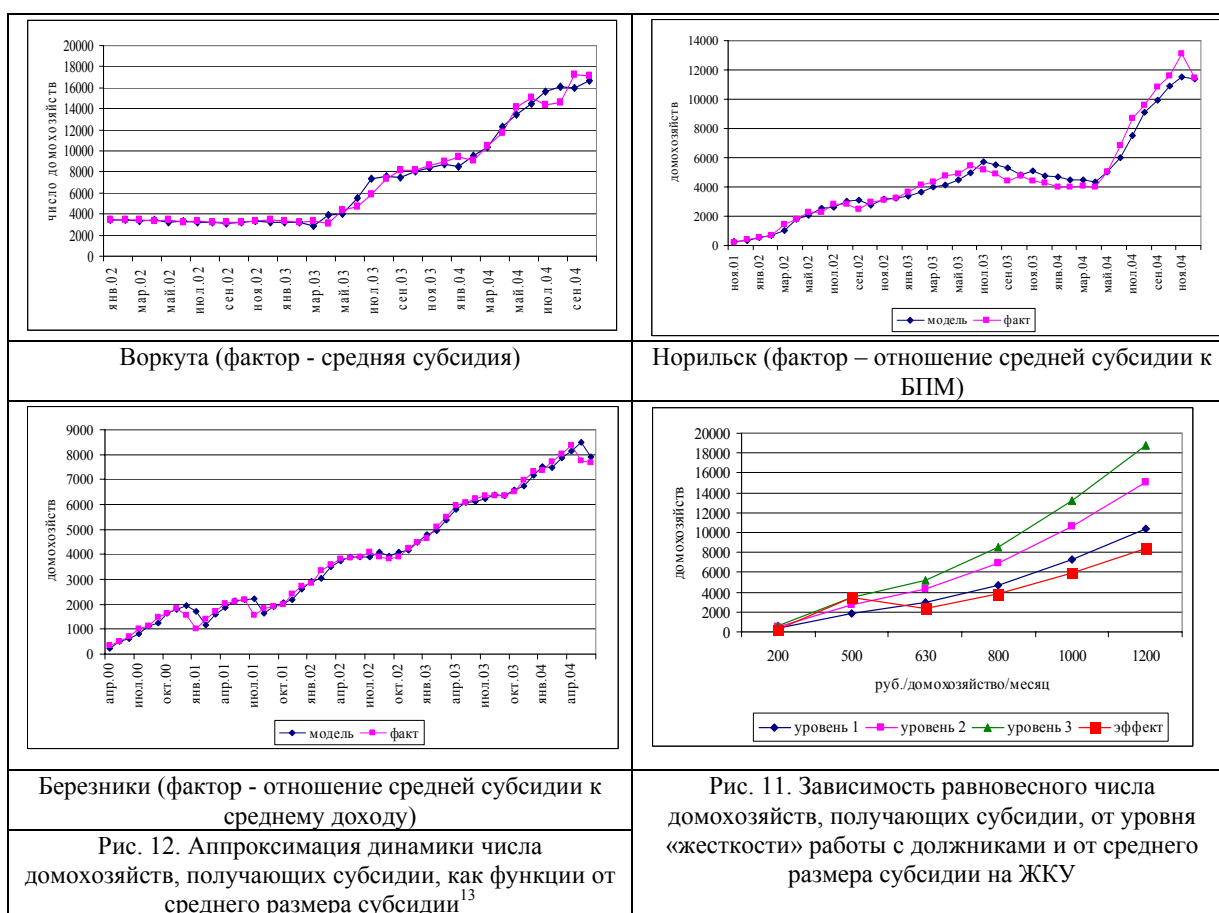 20000
18000
16000
14000
12000
10000
8000
6000
4000
2000
0
число домохозяйств
янв.02
мар.02
май.02
июл.02
сен.02
ноя.02
янв.03
мар.03
май.03
июл.03
сен.03
ноя.03
янв.04
мар.04
май.04
июл.04
сен.04
Воркута (фактор - средняя субсидия)
14000
12000
10000
8000
6000
4000
2000
0
домохозяйств
ноя.01
янв.02
мар.02
май.02
июл.02
сен.02
ноя.02
янв.03
мар.03
май.03
июл.03
сен.03
ноя.03
янв.04
мар.04
май.04
июл.04
сен.04
ноя.04
модель факт
Норильск (фактор – отношение средней субсидии к
БПМ)
9000
8000
7000
6000
5000
4000
3000
2000
1000
0
домохозяйств
апр.00
июл.00
окт.00
янв.01
апр.01
июл.01
окт.01
янв.02
апр.02
июл.02
окт.02
янв.03
апр.03
июл.03
окт.03
янв.04
апр.04
модель факт
Березники (фактор - отношение средней субсидии к
среднему доходу)
Рис. 12. Аппроксимация динамики числа
домохозяйств, получающих субсидии, как функции от
среднего размера субсидии13
20000
18000
16000
14000
12000
10000
8000
6000
4000
2000
0
домохозяйств
200 500 630 800 1000 1200
руб./домохозяйство/месяц
уровень 1 уровень 2 уровень 3 эффект
Рис. 11. Зависимость равновесного числа
домохозяйств, получающих субсидии, от уровня
«жесткости» работы с должниками и от среднего
размера субсидии на ЖКУ